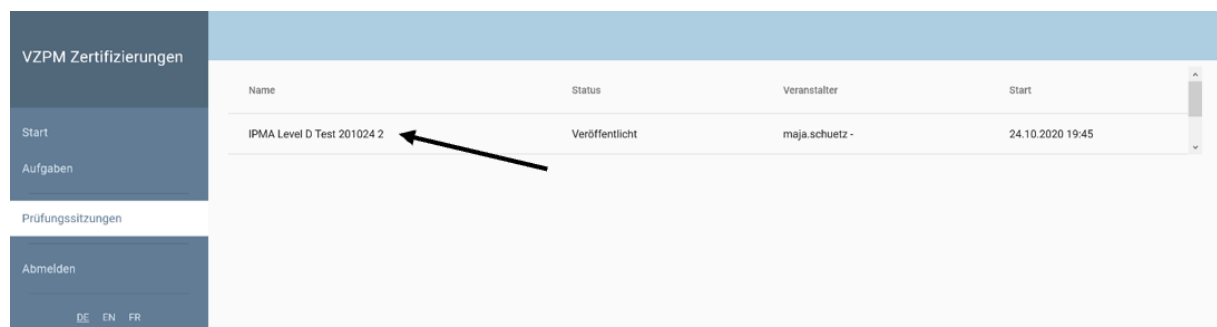 VZPM Zertifizierungen
Name Status Veranstalter Start
IPMA Level D Test 201024 2 Veröffentlicht maja.schuetz - 24.10.2020 19:45
Start
Aufgaben
Prüfungssitzungen
Abmelden
DE EN FR